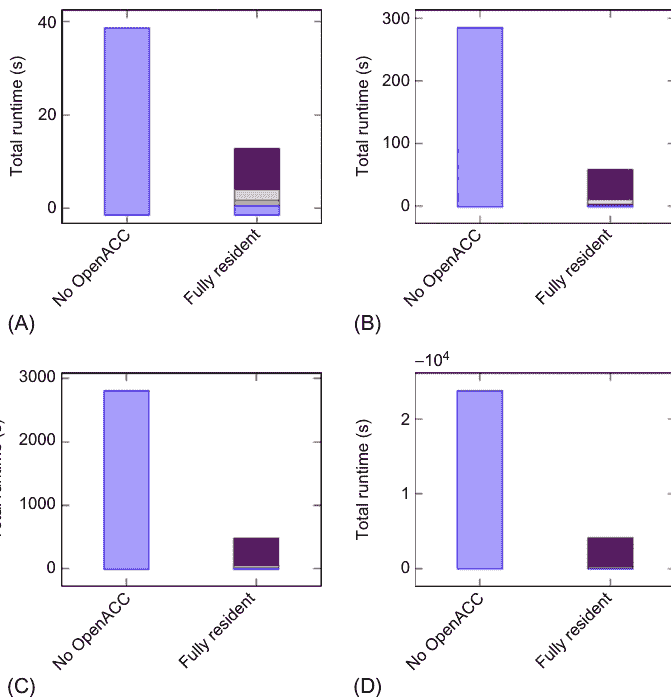 40
20
0
Total runtime (s)
No OpenACC
Fully resident
(A)
300
200
100
0
Total runtime (s)
No OpenACC
Fully resident
(B)
3000
2000
1000
0
runtime
No OpenACC
Fully resident
(C)
–10⁴
2
1
0
Total runtime (s)
No OpenACC
Fully resident
(D)